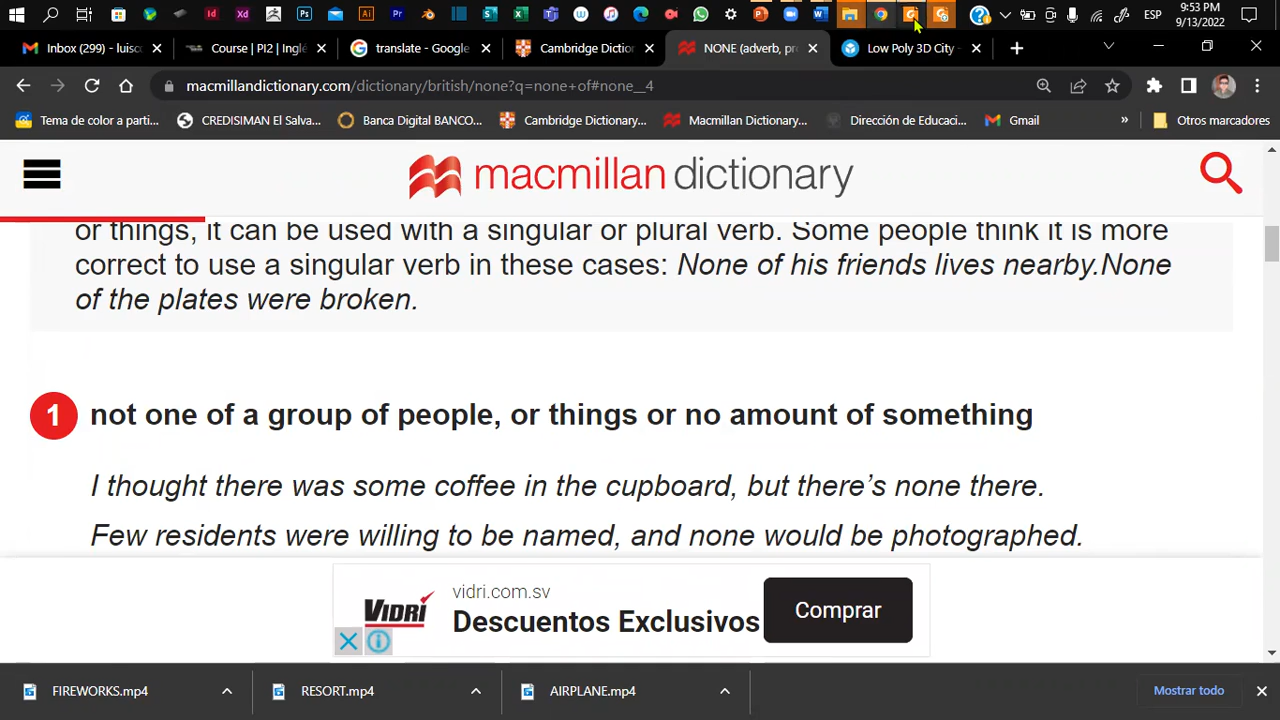 9:53 PM
ESP
9/13/2022
Inbox (299) - luisco
Course | PI2 | Inglé
translate - Google
Cambridge Dictio
NONE (adverb, pr
Low Poly 3D City -
macmillandictionary.com/dictionary/british/none?q=none+of#none__4
Tema de color a parti...
CREDISIMAN El Salva...
Banca Digital BANCO...
Cambridge Dictionary...
Macmillan Dictionary...
Dirección de Educaci...
Gmail
»
Otros marcadores
macmillan dictionary
or things, it can be used with a singular or plural verb. Some people think it is more
correct to use a singular verb in these cases: None of his friends lives nearby.None
of the plates were broken.
1 not one of a group of people, or things or no amount of something
I thought there was some coffee in the cupboard, but there's none there.
Few residents were willing to be named, and none would be photographed.
VIDRÍ
vidri.com.sv
Descuentos Exclusivos
Comprar
FIREWORKS.mp4
RESORT.mp4
AIRPLANE.mp4
Mostrar todo